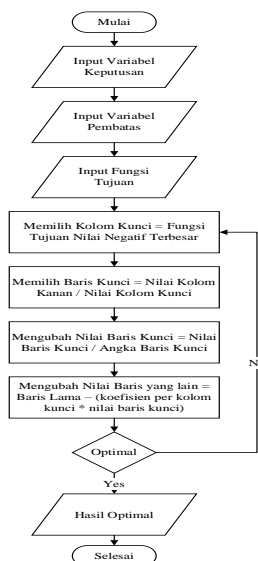 Mulai
Input Variabel
Keputusan
Input Variabel
Pembatas
Input Fungsi
Tujuan
Memilih Kolom Kunci = Fungsi
Tujuan Nilai Negatif Terbesar
Memilih Baris Kunci = Nilai Kolom
Kanan / Nilai Kolom Kunci
Mengubah Nilai Baris Kunci = Nilai
Baris Kunci / Angka Baris Kunci
Mengubah Nilai Baris yang lain =
Baris Lama – (koefisien per kolom
kunci * nilai baris kunci)
N
Optimal
Yes
Hasil Optimal
Selesai